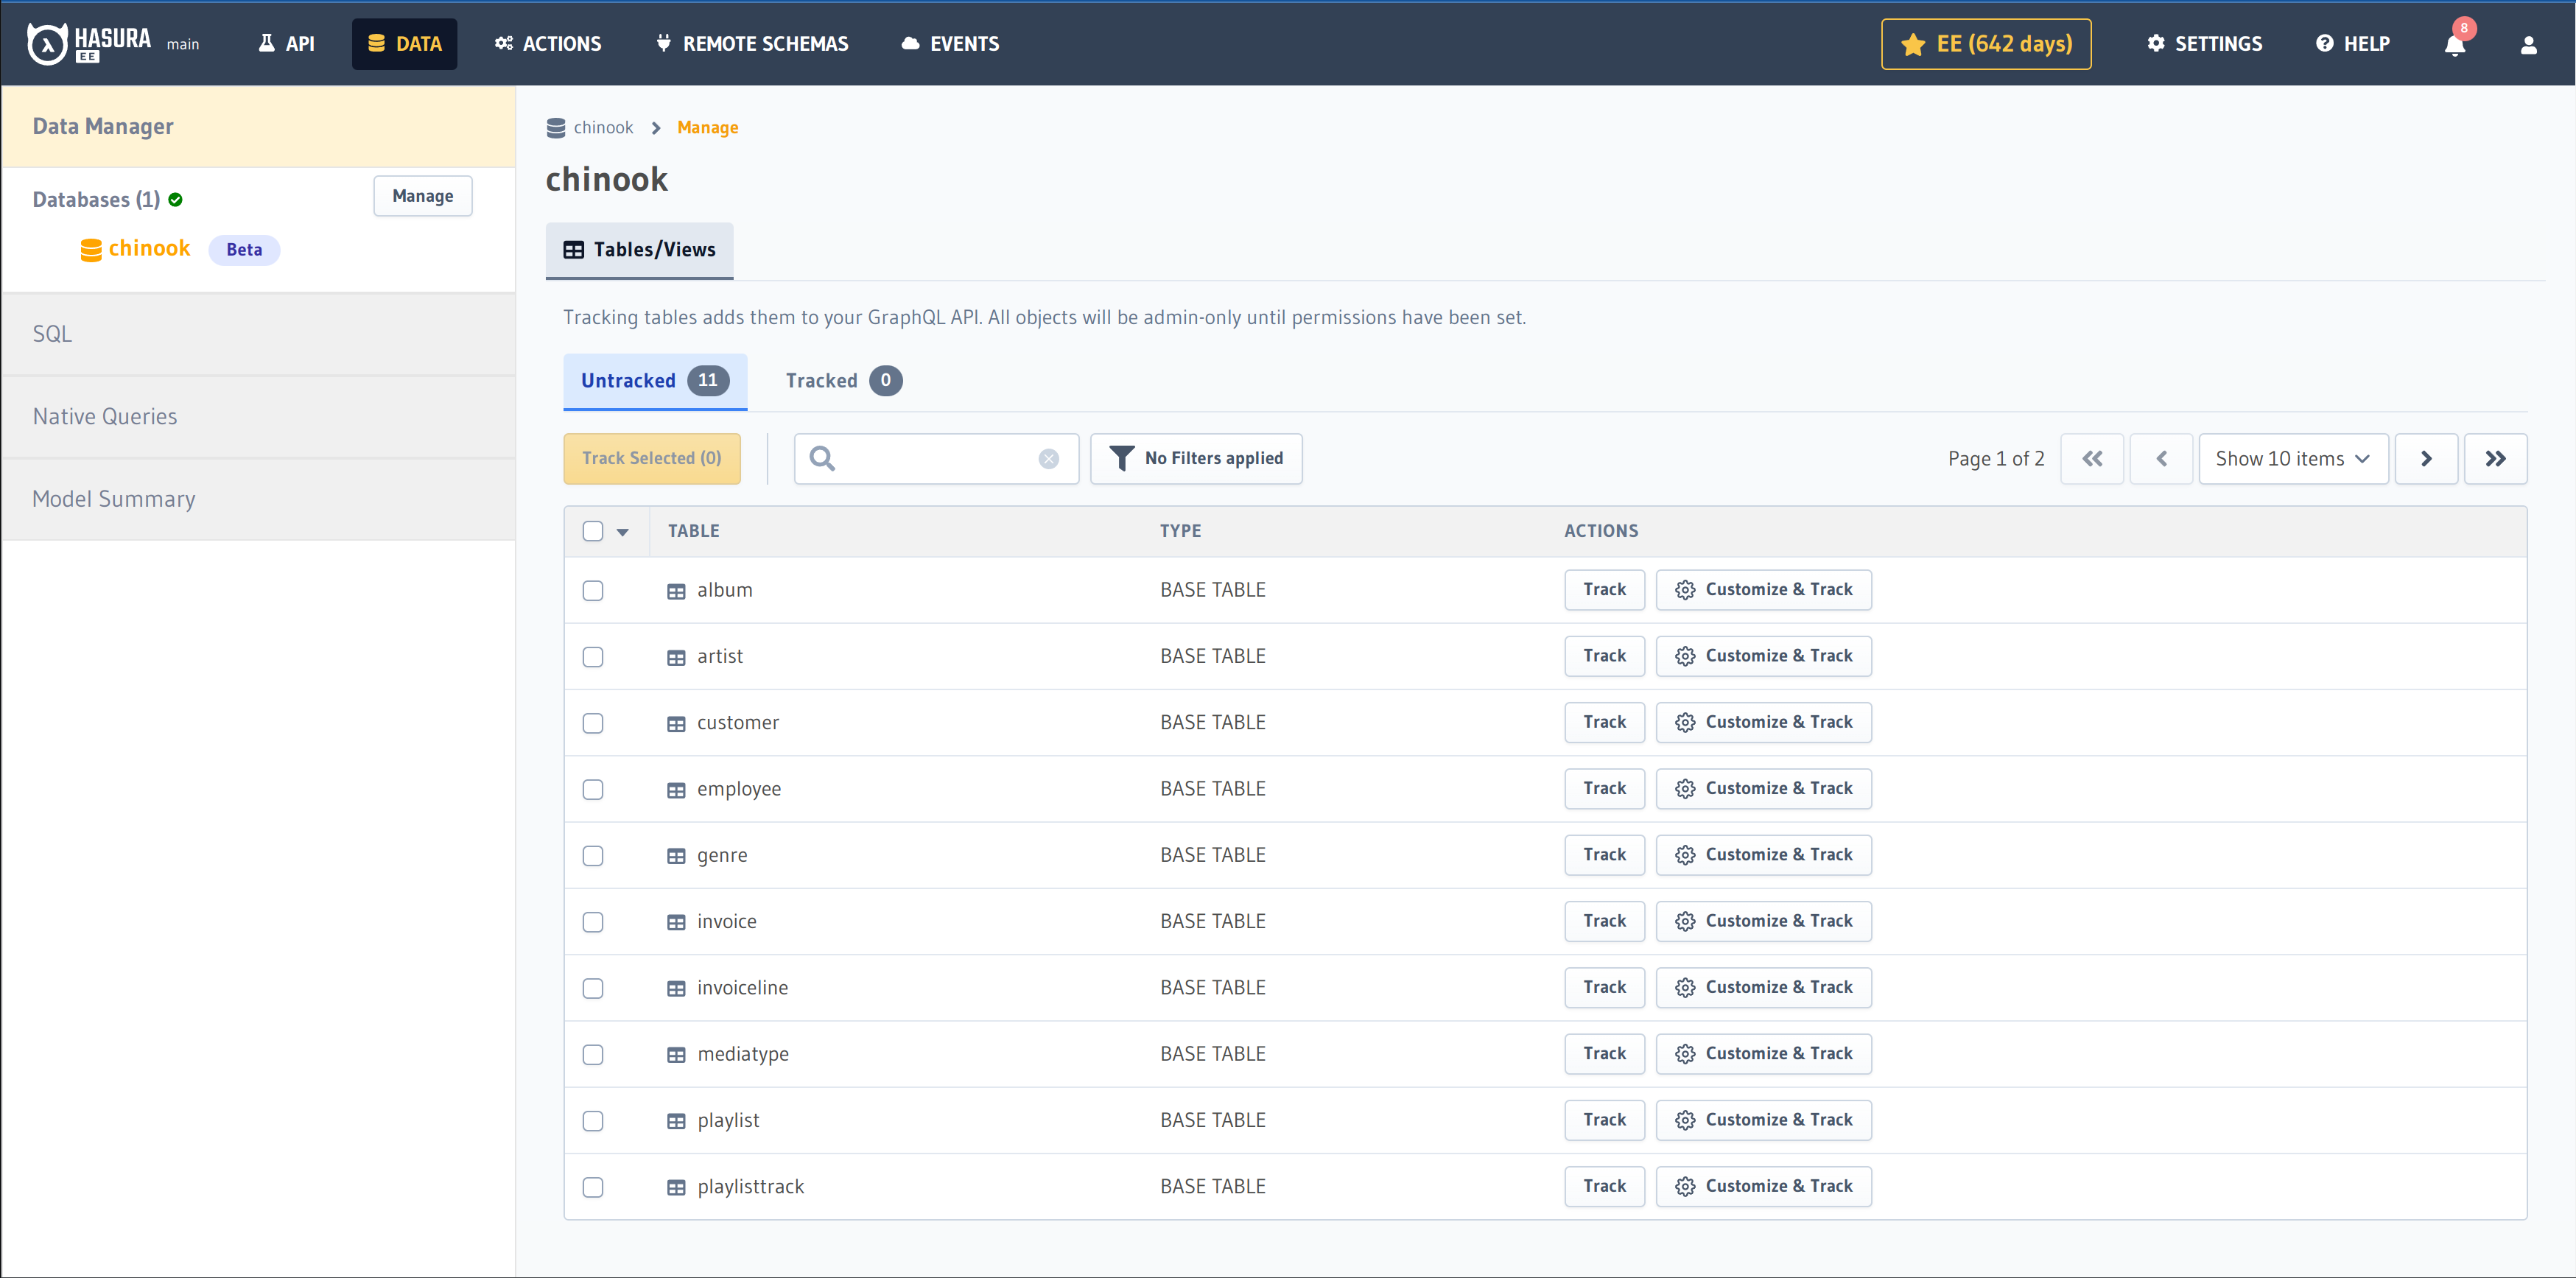 HASURA EE main API DATA ACTIONS REMOTE SCHEMAS EVENTS EE (642 days) SETTINGS HELP 8
Data Manager
Databases (1) Manage
chinook Beta
SQL
Native Queries
Model Summary
chinook > Manage
chinook
Tables/Views
Tracking tables adds them to your GraphQL API. All objects will be admin-only until permissions have been set.
Untracked 11 Tracked 0
Track Selected (0) No Filters applied Page 1 of 2 Show 10 items
TABLE TYPE ACTIONS
album BASE TABLE Track Customize & Track
artist BASE TABLE Track Customize & Track
customer BASE TABLE Track Customize & Track
employee BASE TABLE Track Customize & Track
genre BASE TABLE Track Customize & Track
invoice BASE TABLE Track Customize & Track
invoiceline BASE TABLE Track Customize & Track
mediatype BASE TABLE Track Customize & Track
playlist BASE TABLE Track Customize & Track
playlisttrack BASE TABLE Track Customize & Track